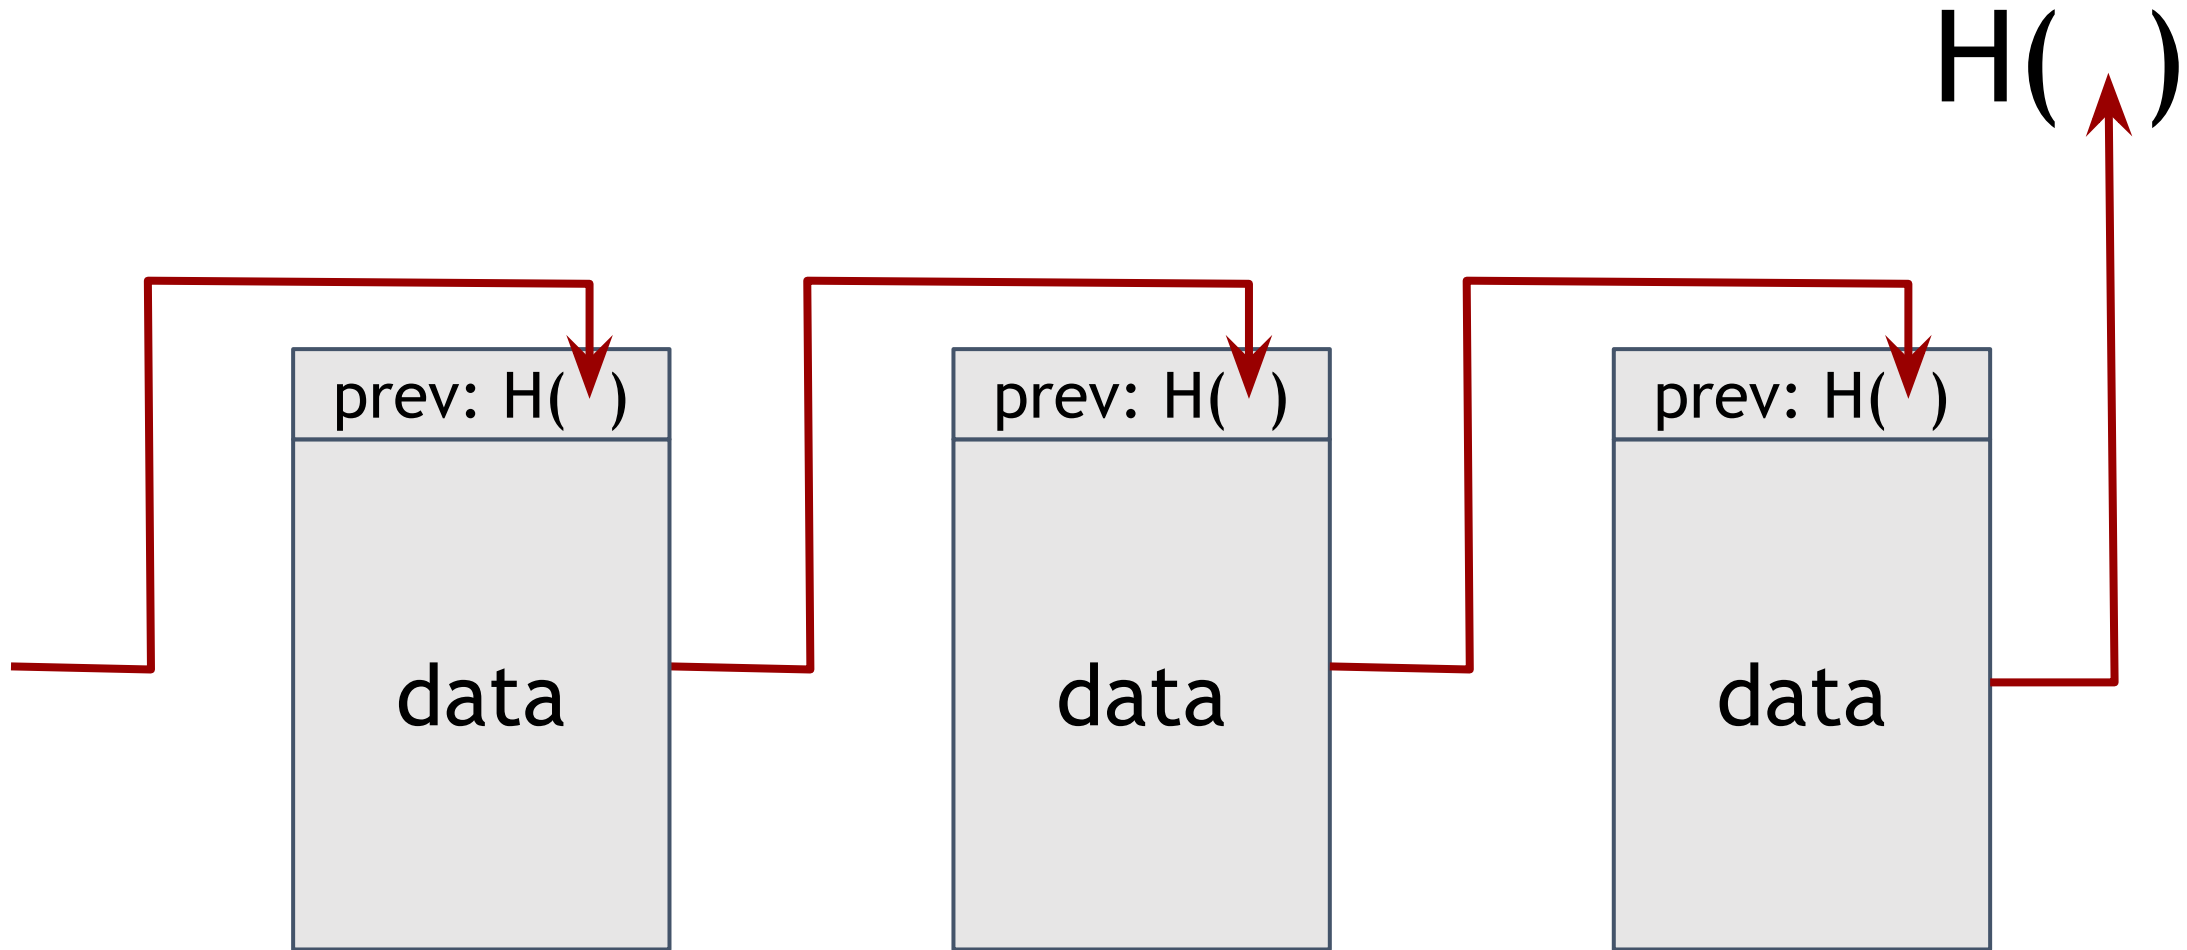 H( )
prev: H( )
prev: H( )
prev: H( )
data
data
data